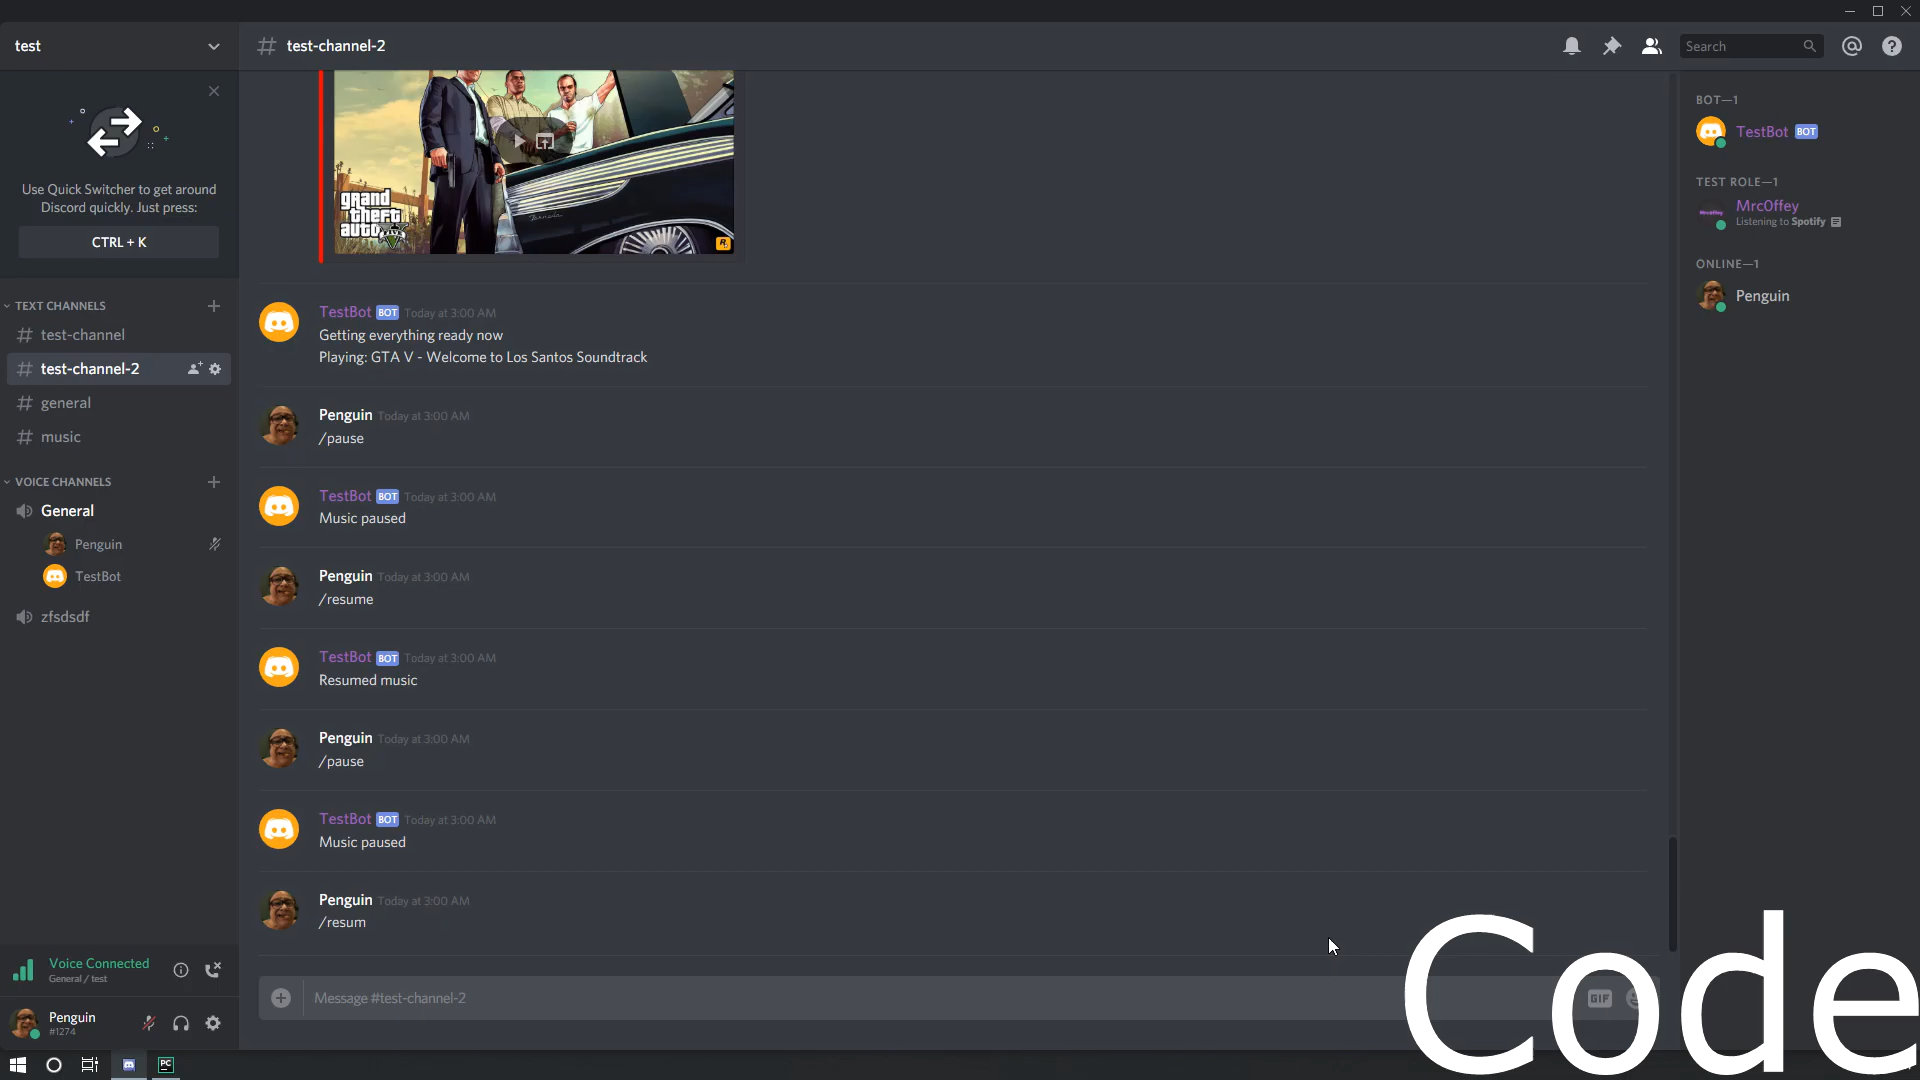 test
# test-channel-2
Search
Use Quick Switcher to get around
Discord quickly. Just press:
CTRL + K
TEXT CHANNELS
# test-channel
# test-channel-2
# general
# music
VOICE CHANNELS
General
Penguin
TestBot
zfsdsdf
Voice Connected
General / test
Penguin
#1274
grand
theft
auto
V
R
TestBot BOT Today at 3:00 AM
Getting everything ready now
Playing: GTA V - Welcome to Los Santos Soundtrack
Penguin Today at 3:00 AM
/pause
TestBot BOT Today at 3:00 AM
Music paused
Penguin Today at 3:00 AM
/resume
TestBot BOT Today at 3:00 AM
Resumed music
Penguin Today at 3:00 AM
/pause
TestBot BOT Today at 3:00 AM
Music paused
Penguin Today at 3:00 AM
/resum
Message #test-channel-2
GIF
BOT—1
TestBot BOT
TEST ROLE—1
Mrc0ffey
Listening to Spotify
ONLINE—1
Penguin
PC
Code